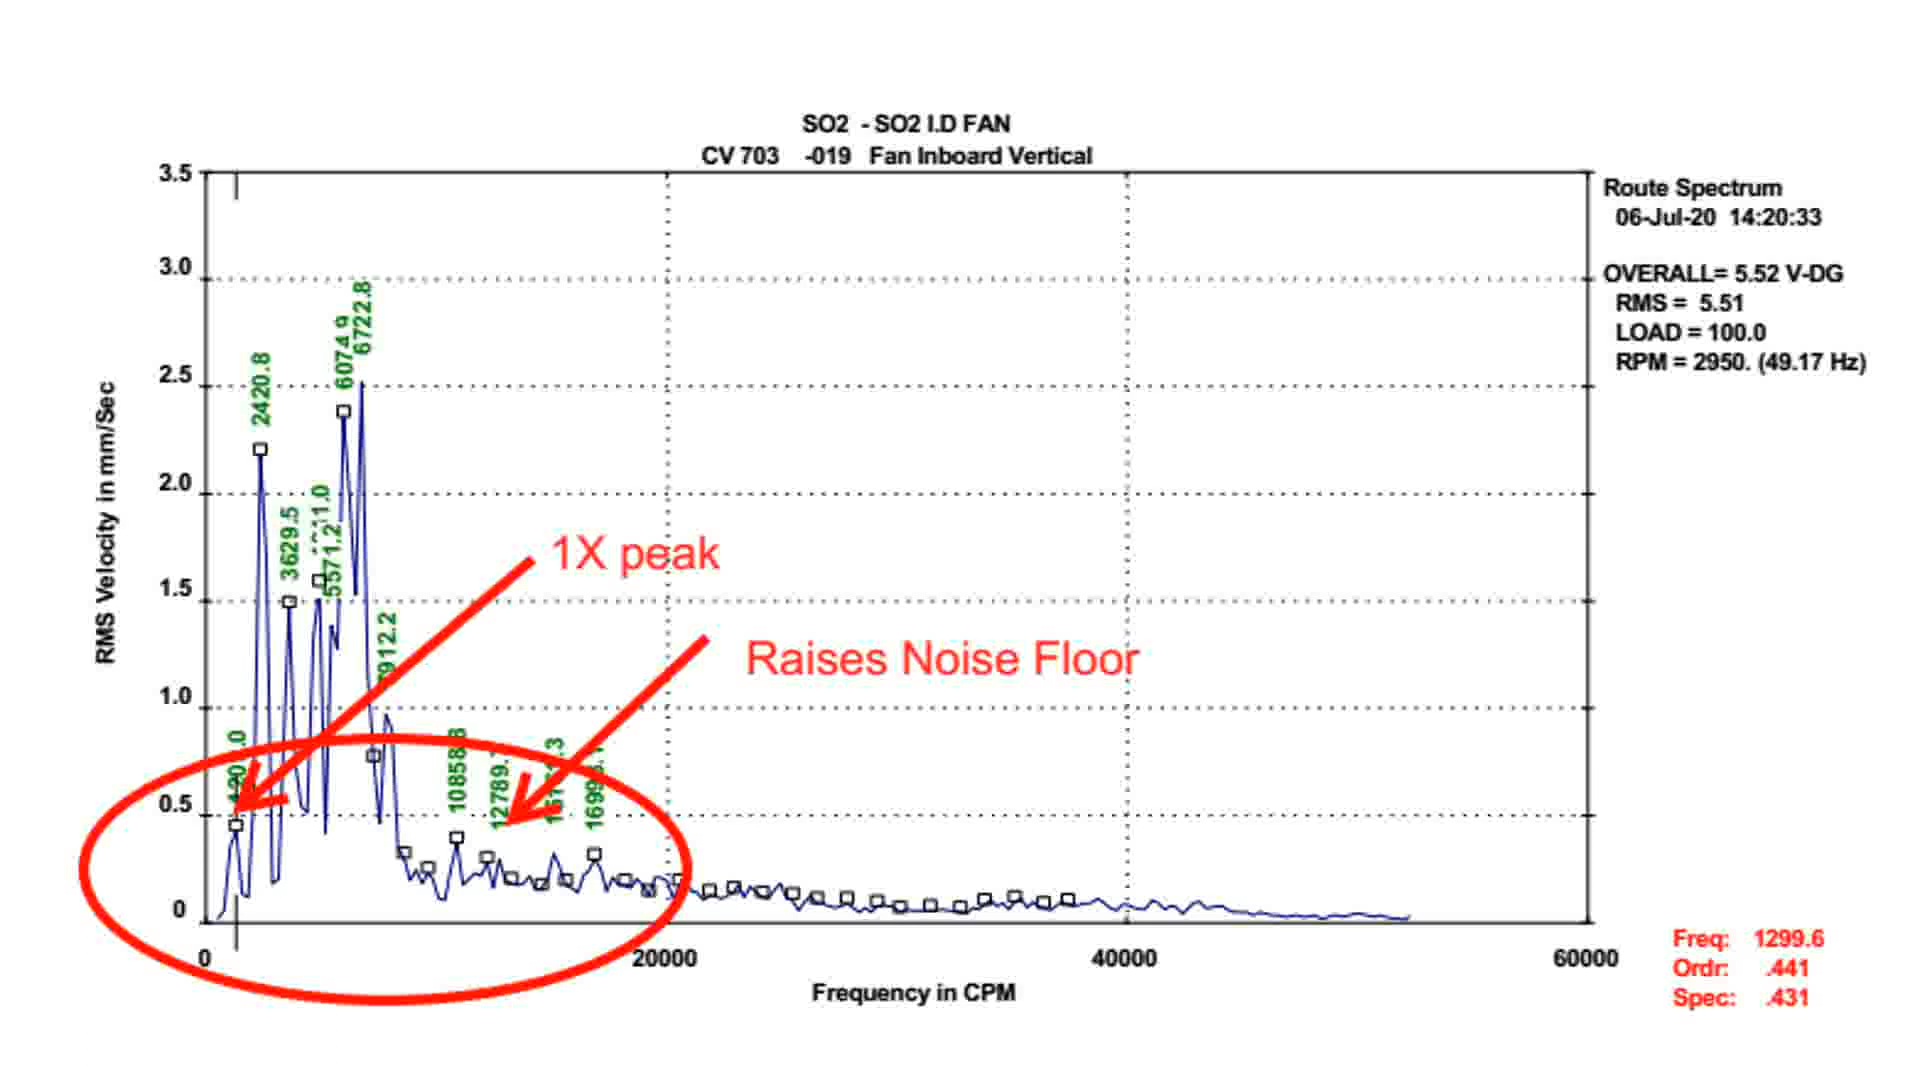 SO2 - SO2 I.D FAN
CV 703 -019 Fan Inboard Vertical
Route Spectrum
06-Jul-20 14:20:33
OVERALL= 5.52 V-DG
RMS = 5.51
LOAD = 100.0
RPM = 2950. (49.17 Hz)
RMS Velocity in mm/Sec
3.5
3.0
2.5
2.0
1.5
1.0
0.5
0
2420.8
3629.5
5571.2
6074.9
6722.8
10858.8
1X peak
Raises Noise Floor
0
20000
40000
60000
Frequency in CPM
Freq: 1299.6
Ordr: .441
Spec: .431